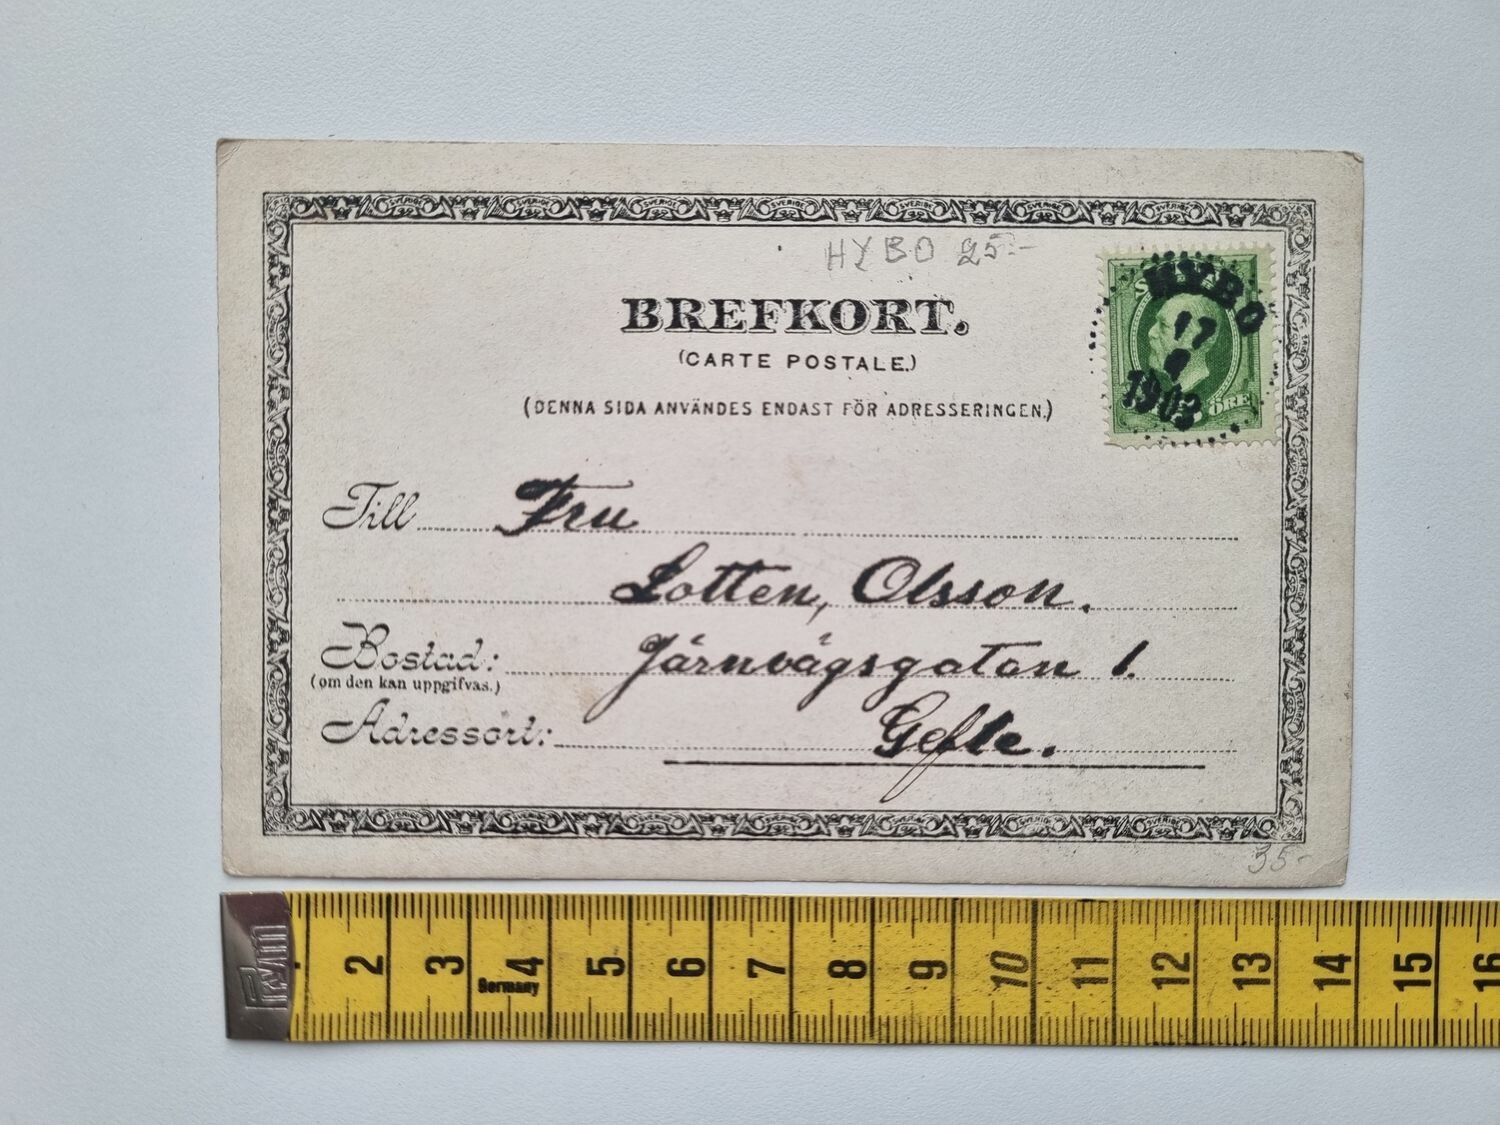 HYBO 25:-
BREFKORT.
(CARTE POSTALE.)
(DENNA SIDA ANVÄNDES ENDAST FÖR ADRESSERINGEN.)
HYBO
17
1903
ÖRE
Till Fru
Lotten, Olsson.
Bostad: Järnvägsgatan 1.
(om den kan uppgifvas.)
Adressort: Gefle.
35-
prym
2 3 4 5 6 7 8 9 10 11 12 13 14 15 16
Germany